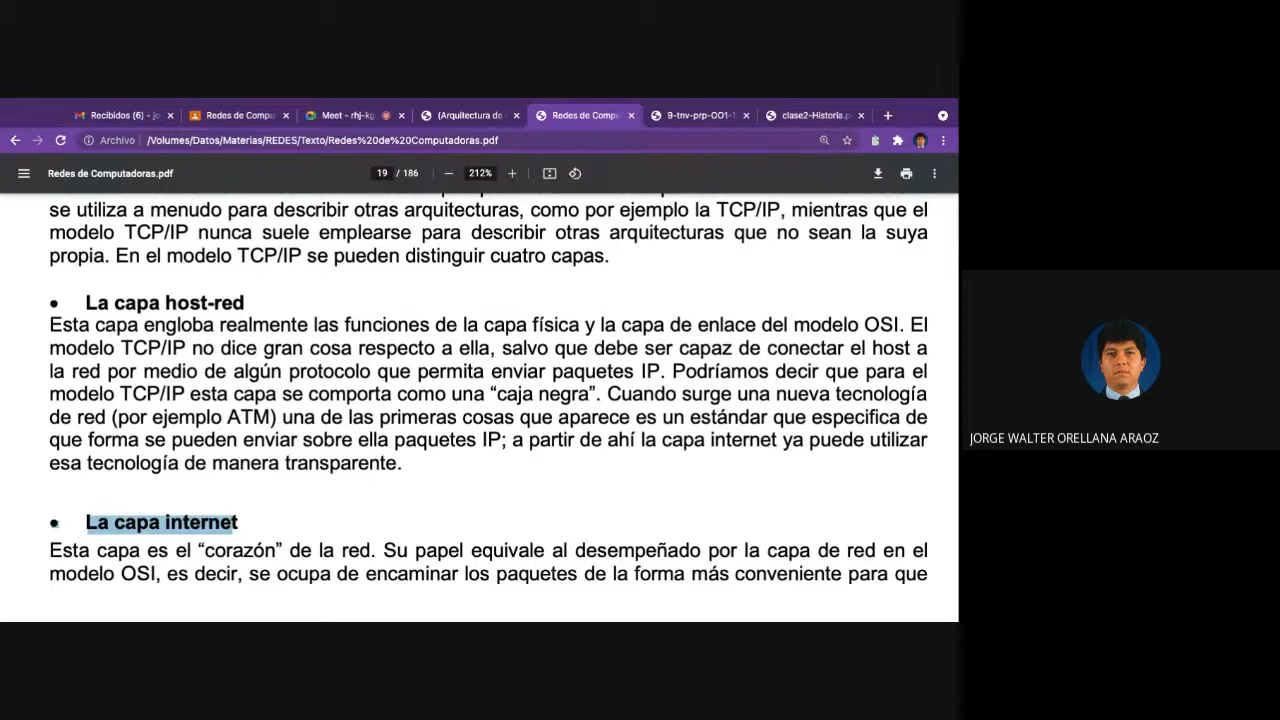 Recibidos (6) - jo
Redes de Compu
Meet - rhj-kg
(Arquitectura de
Redes de Compu
9-tnv-prp-001-1
clase2-Historia.p
Archivo /Volumes/Datos/Materias/REDES/Texto/Redes%20de%20Computadoras.pdf
Redes de Computadoras.pdf
19 / 186
212%
se utiliza a menudo para describir otras arquitecturas, como por ejemplo la TCP/IP, mientras que el
modelo TCP/IP nunca suele emplearse para describir otras arquitecturas que no sean la suya
propia. En el modelo TCP/IP se pueden distinguir cuatro capas.
• La capa host-red
Esta capa engloba realmente las funciones de la capa física y la capa de enlace del modelo OSI. El
modelo TCP/IP no dice gran cosa respecto a ella, salvo que debe ser capaz de conectar el host a
la red por medio de algún protocolo que permita enviar paquetes IP. Podríamos decir que para el
modelo TCP/IP esta capa se comporta como una “caja negra”. Cuando surge una nueva tecnología
de red (por ejemplo ATM) una de las primeras cosas que aparece es un estándar que especifica de
que forma se pueden enviar sobre ella paquetes IP; a partir de ahí la capa internet ya puede utilizar
esa tecnología de manera transparente.
• La capa internet
Esta capa es el “corazón” de la red. Su papel equivale al desempeñado por la capa de red en el
modelo OSI, es decir, se ocupa de encaminar los paquetes de la forma más conveniente para que
JORGE WALTER ORELLANA ARAOZ